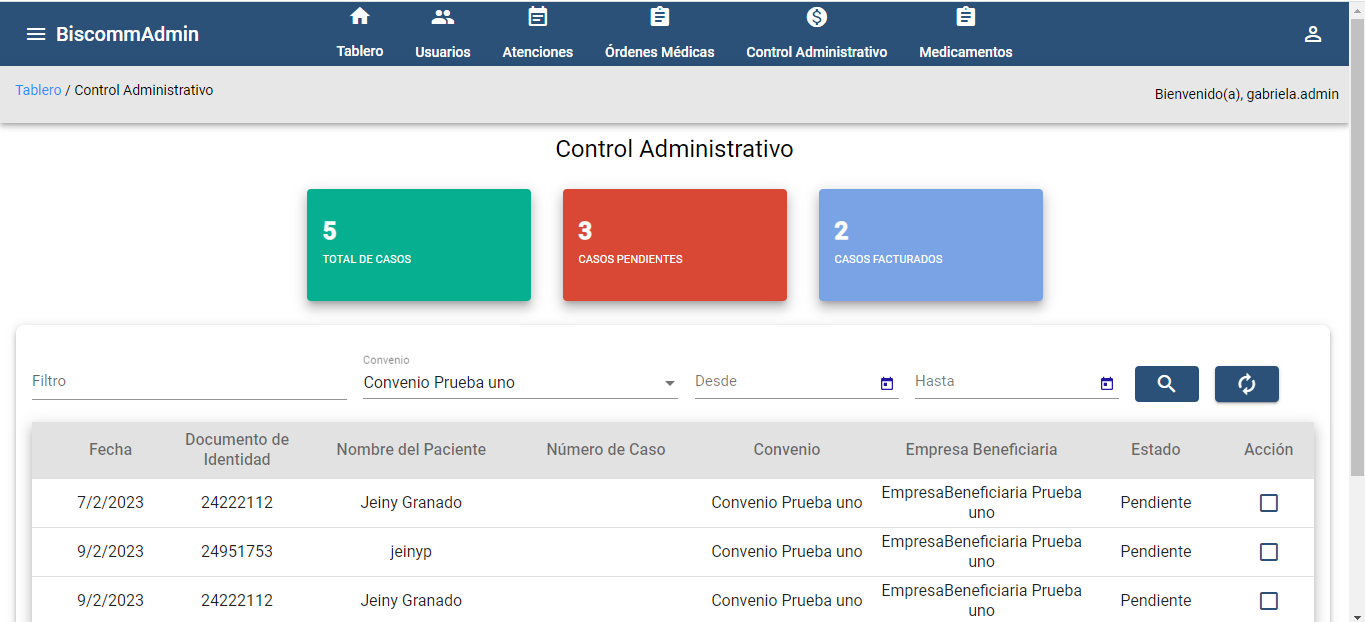 BiscommAdmin
Tablero
Usuarios
Atenciones
Órdenes Médicas
Control Administrativo
Medicamentos
Tablero / Control Administrativo
Bienvenido(a), gabriela.admin
Control Administrativo
5
TOTAL DE CASOS
3
CASOS PENDIENTES
2
CASOS FACTURADOS
Filtro
Convenio
Convenio Prueba uno
Desde
Hasta
Fecha
Documento de
Identidad
Nombre del Paciente
Número de Caso
Convenio
Empresa Beneficiaria
Estado
Acción
7/2/2023
24222112
Jeiny Granado
Convenio Prueba uno
EmpresaBeneficiaria Prueba
uno
Pendiente
9/2/2023
24951753
jeinyp
Convenio Prueba uno
EmpresaBeneficiaria Prueba
uno
Pendiente
9/2/2023
24222112
Jeiny Granado
Convenio Prueba uno
EmpresaBeneficiaria Prueba
uno
Pendiente